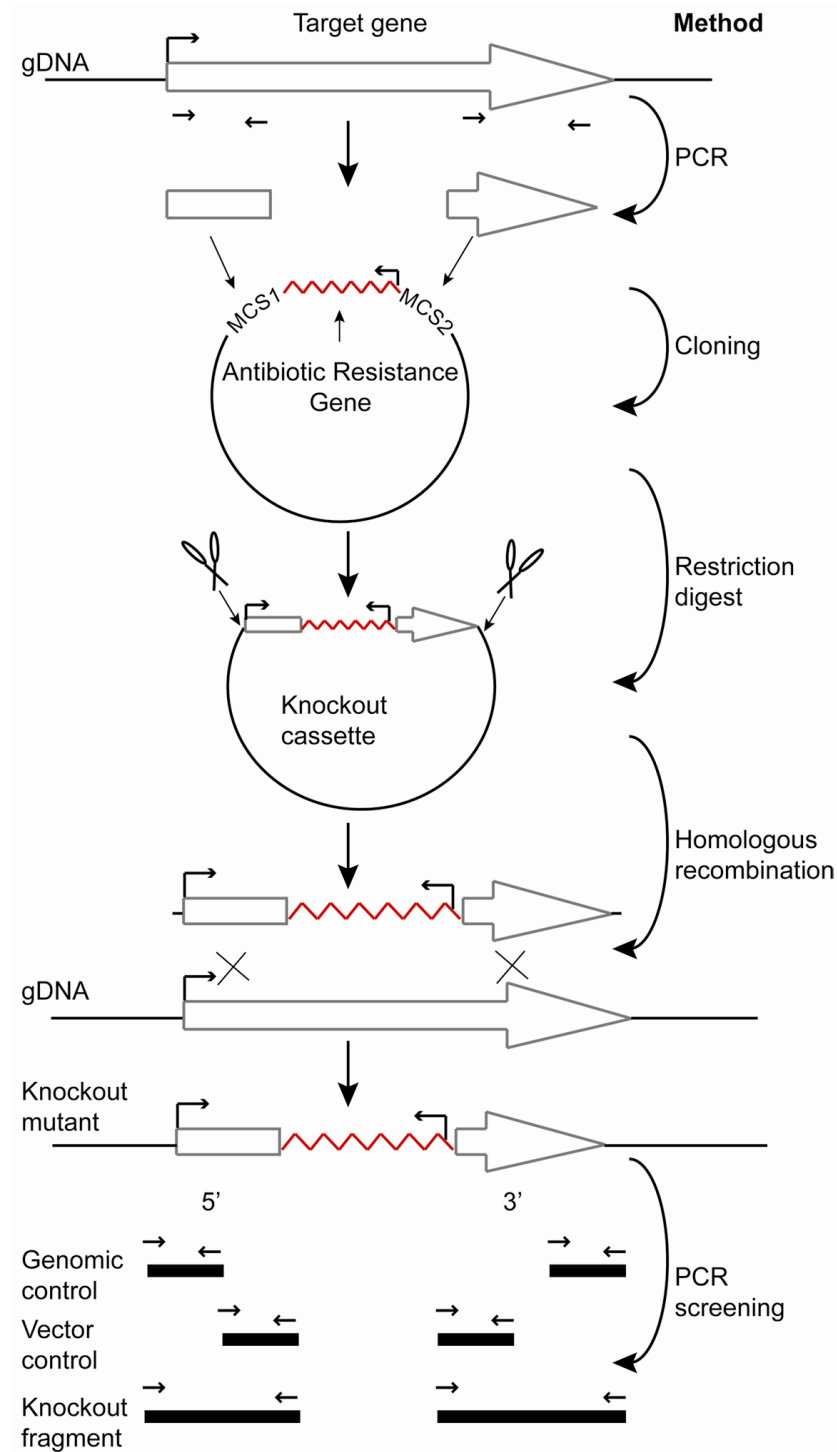 Target gene
Method
gDNA
PCR
MCS1
MCS2
Cloning
Antibiotic Resistance
Gene
Restriction
digest
Knockout
cassette
Homologous
recombination
gDNA
Knockout
mutant
5’
3’
Genomic
control
PCR
screening
Vector
control
Knockout
fragment